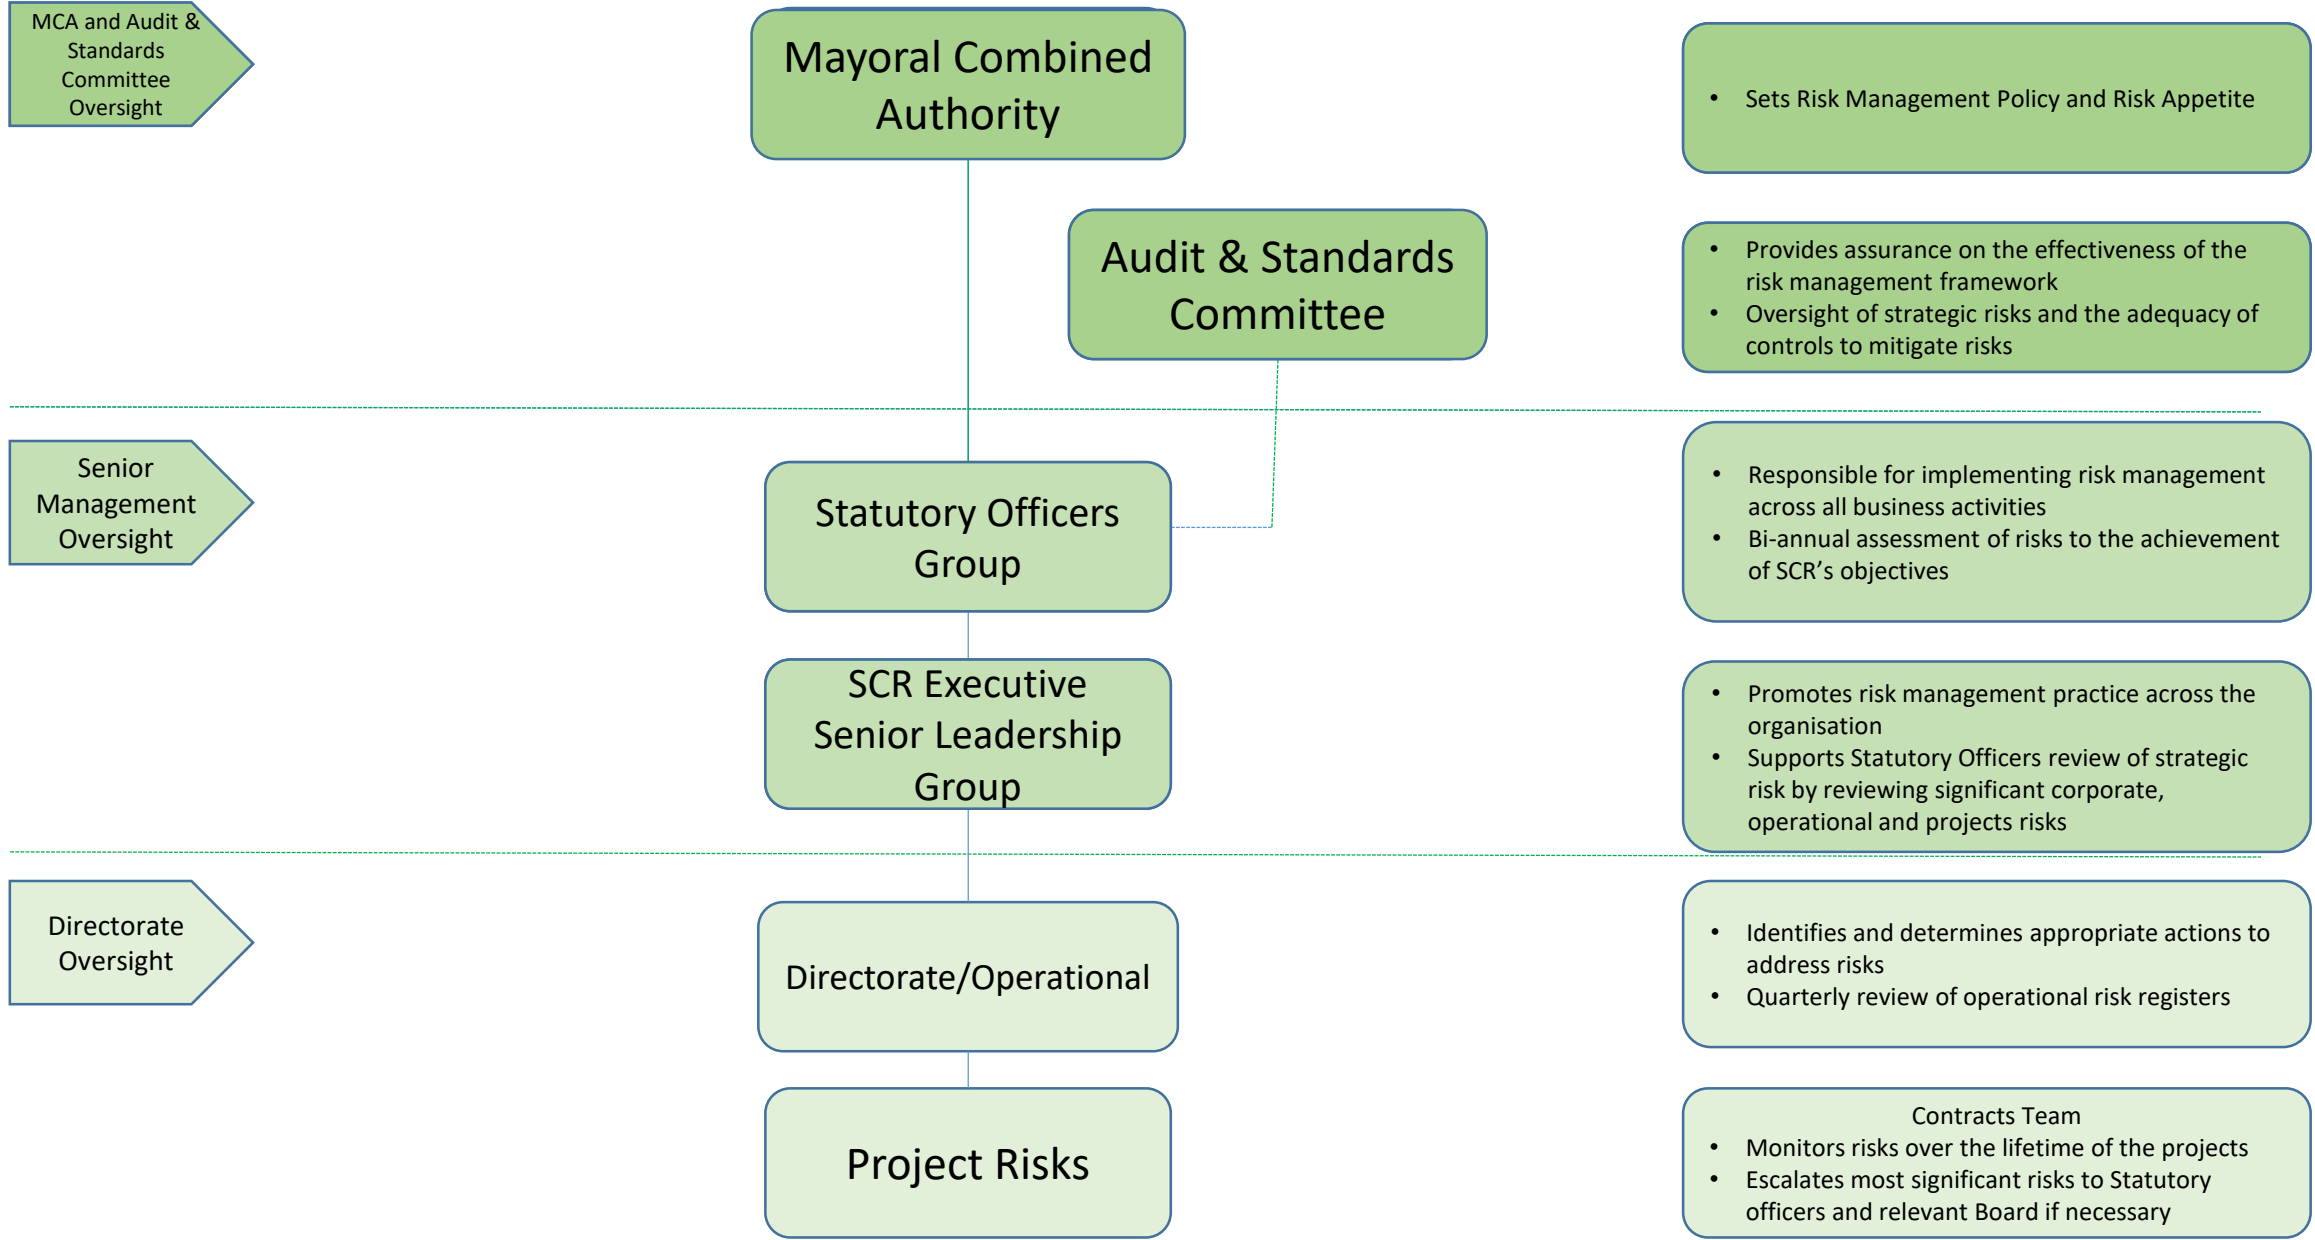 MCA and Audit &
Standards
Committee
Oversight
Mayoral Combined
Authority
• Sets Risk Management Policy and Risk Appetite
Audit & Standards
Committee
• Provides assurance on the effectiveness of the
risk management framework
• Oversight of strategic risks and the adequacy of
controls to mitigate risks
Senior
Management
Oversight
Statutory Officers
Group
• Responsible for implementing risk management
across all business activities
• Bi-annual assessment of risks to the achievement
of SCR’s objectives
SCR Executive
Senior Leadership
Group
• Promotes risk management practice across the
organisation
• Supports Statutory Officers review of strategic
risk by reviewing significant corporate,
operational and projects risks
Directorate
Oversight
Directorate/Operational
• Identifies and determines appropriate actions to
address risks
• Quarterly review of operational risk registers
Project Risks
Contracts Team
• Monitors risks over the lifetime of the projects
• Escalates most significant risks to Statutory
officers and relevant Board if necessary